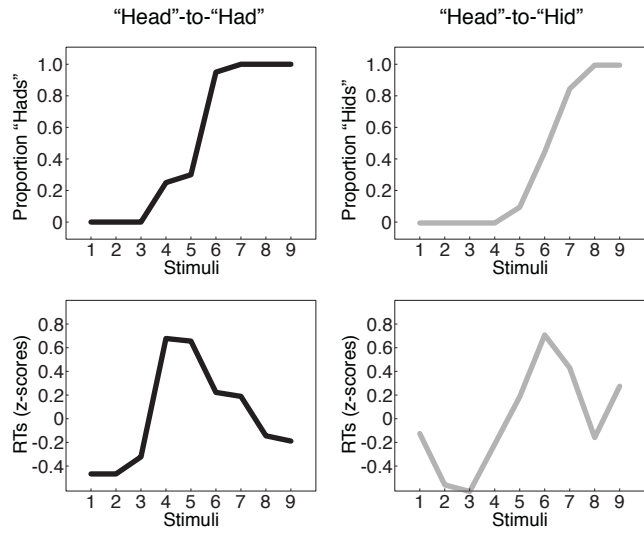 “Head”-to-“Had”
Proportion “Hads”
1.0
0.8
0.6
0.4
0.2
0
1 2 3 4 5 6 7 8 9
Stimuli
“Head”-to-“Hid”
Proportion “Hids”
1.0
0.8
0.6
0.4
0.2
0
1 2 3 4 5 6 7 8 9
Stimuli
RTs (z-scores)
0.8
0.6
0.4
0.2
0
-0.2
-0.4
1 2 3 4 5 6 7 8 9
Stimuli
RTs (z-scores)
0.8
0.6
0.4
0.2
0
-0.2
-0.4
1 2 3 4 5 6 7 8 9
Stimuli